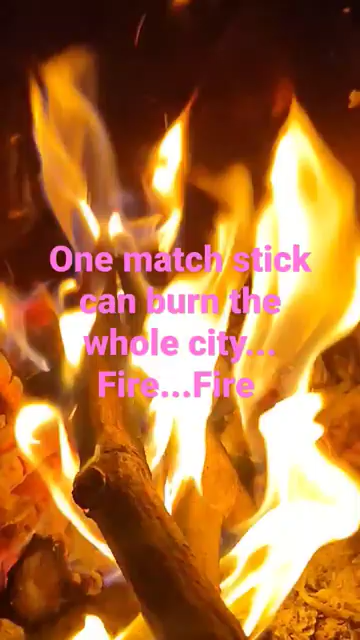 One match stick
can burn the
whole city...
Fire...Fire